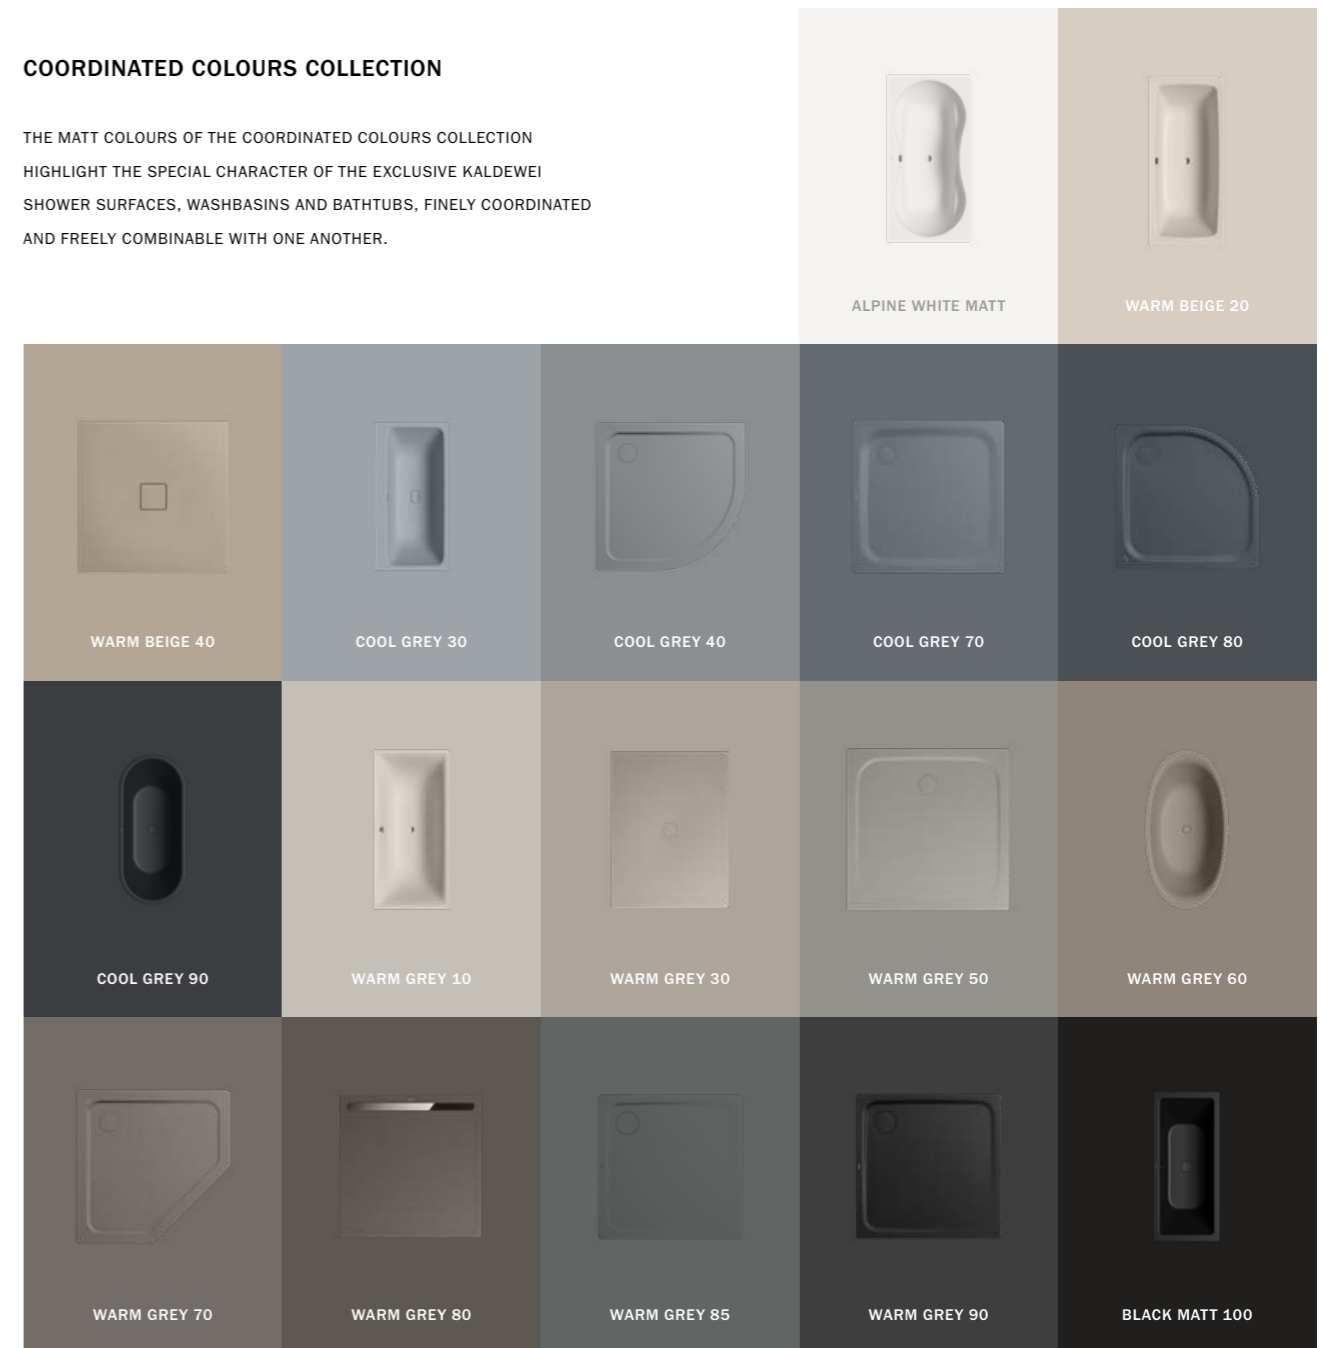 COORDINATED COLOURS COLLECTION
THE MATT COLOURS OF THE COORDINATED COLOURS COLLECTION
HIGHLIGHT THE SPECIAL CHARACTER OF THE EXCLUSIVE KALDEWEI
SHOWER SURFACES, WASHBASINS AND BATHTUBS, FINELY COORDINATED
AND FREELY COMBINABLE WITH ONE ANOTHER.
ALPINE WHITE MATT
WARM BEIGE 20
WARM BEIGE 40
COOL GREY 30
COOL GREY 40
COOL GREY 70
COOL GREY 80
COOL GREY 90
WARM GREY 10
WARM GREY 30
WARM GREY 50
WARM GREY 60
WARM GREY 70
WARM GREY 80
WARM GREY 85
WARM GREY 90
BLACK MATT 100